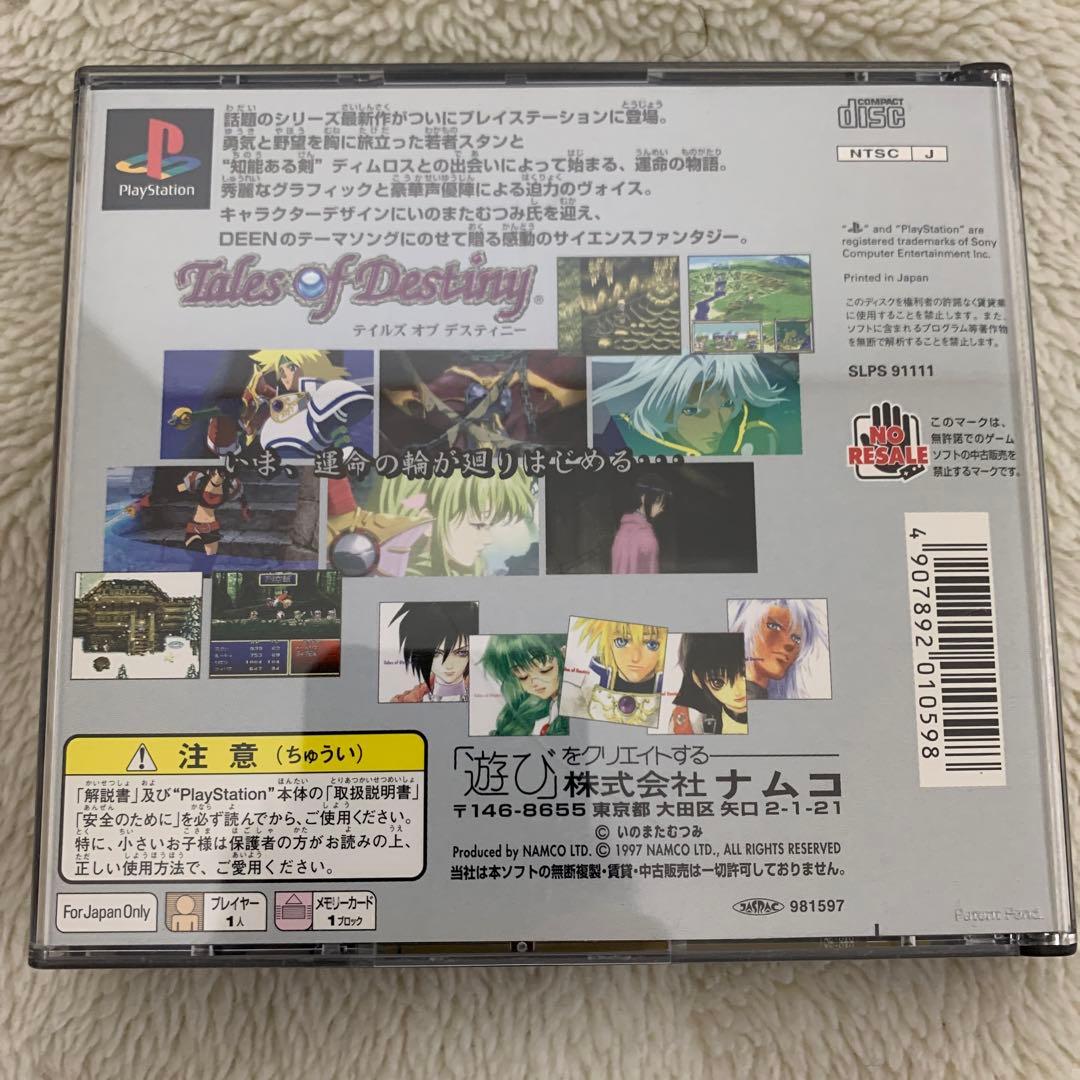 PlayStation
話題のシリーズ最新作がついにプレイステーションに登場。
勇気と野望を胸に旅立った若者スタンと
“知能ある剣”ディムロスとの出会いによって始まる、運命の物語。
秀麗なグラフィックと豪華声優陣による迫力のヴォイス。
キャラクターデザインにいのまたむつみ氏を迎え、
DEENのテーマソングにのせて贈る感動のサイエンスファンタジー。
COMPACT
disc
NTSC J
“PS” and “PlayStation” are
registered trademarks of Sony
Computer Entertainment Inc.
Printed in Japan
このディスクを権利者の許諾なく賃貸業
に使用することを禁止します。また、
ソフトに含まれるプログラム等著作物
を無断で解析することを禁止します。
SLPS 91111
NO
RESALE
このマークは、
無許諾でのゲーム
ソフトの中古販売を
禁止するマークです。
Tales of Destiny®
テイルズ オブ デスティニー
いま、運命の輪が廻りはじめる・・・
4 907892 010598
「遊び」をクリエイトする
株式会社 ナムコ
〒146-8655 東京都 大田区 矢口 2-1-21
© いのまたむつみ
Produced by NAMCO LTD. © 1997 NAMCO LTD., ALL RIGHTS RESERVED
当社は本ソフトの無断複製・賃貸・中古販売は一切許可しておりません。
JASRAC 981597
注意(ちゅうい)
「解説書」及び“PlayStation”本体の「取扱説明書」
「安全のために」を必ず読んでから、ご使用ください。
特に、小さいお子様は保護者の方がお読みの上、
正しい使用方法で、ご愛用ください。
For Japan Only
プレイヤー
1人
メモリーカード
1ブロック
Patent Pend.